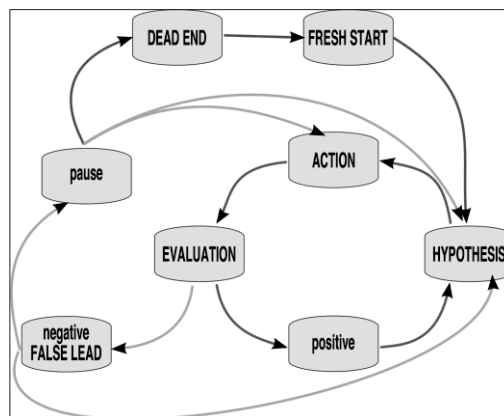 DEAD END
FRESH START
pause
ACTION
EVALUATION
HYPOTHESIS
negative
FALSE LEAD
positive